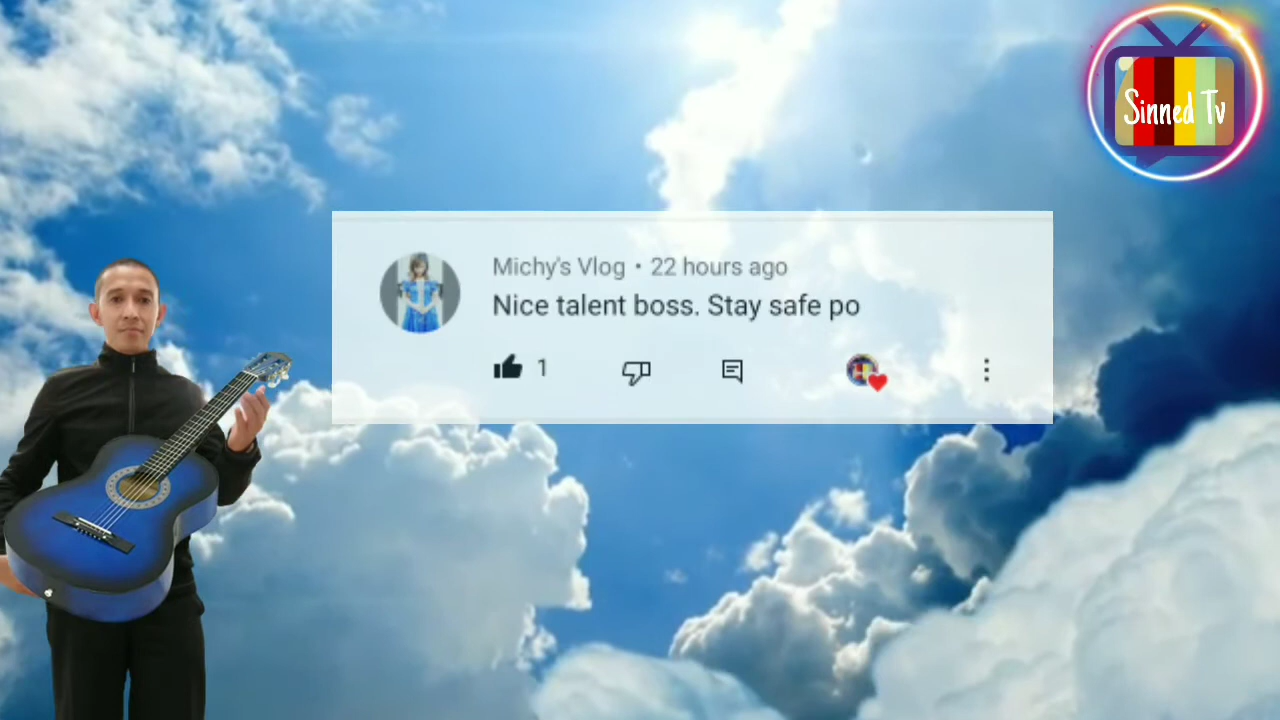 Sinned Tv
Michy's Vlog • 22 hours ago
Nice talent boss. Stay safe po
1